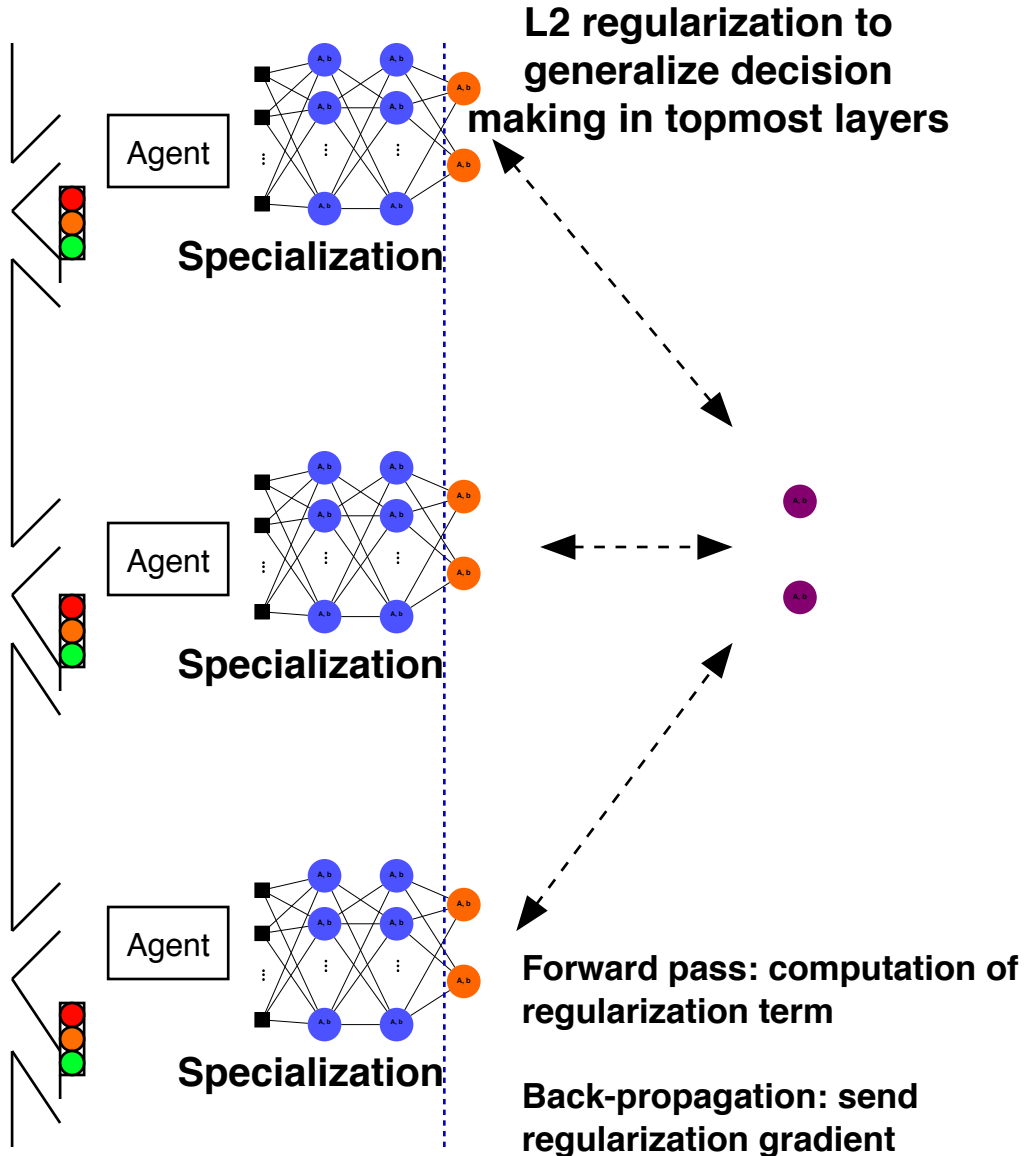 L2 regularization to
generalize decision
making in topmost layers
A, b
A, b
A, b
A, b
A, b
A, b
A, b
A, b
Agent
Specialization
A, b
A, b
A, b
A, b
A, b
A, b
A, b
A, b
A, b
A, b
Agent
Specialization
A, b
A, b
A, b
A, b
A, b
A, b
A, b
A, b
Agent
Specialization
Forward pass: computation of
regularization term
Back-propagation: send
regularization gradient